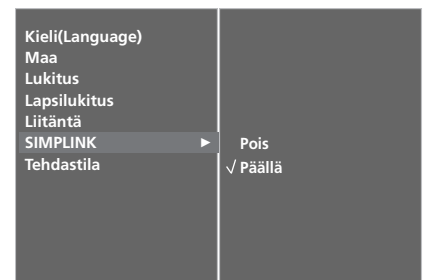 Kieli(Language)
Maa
Lukitus
Lapsilukitus
Liitäntä
SIMPLINK ►
Tehdastila
Pois
√ Päällä